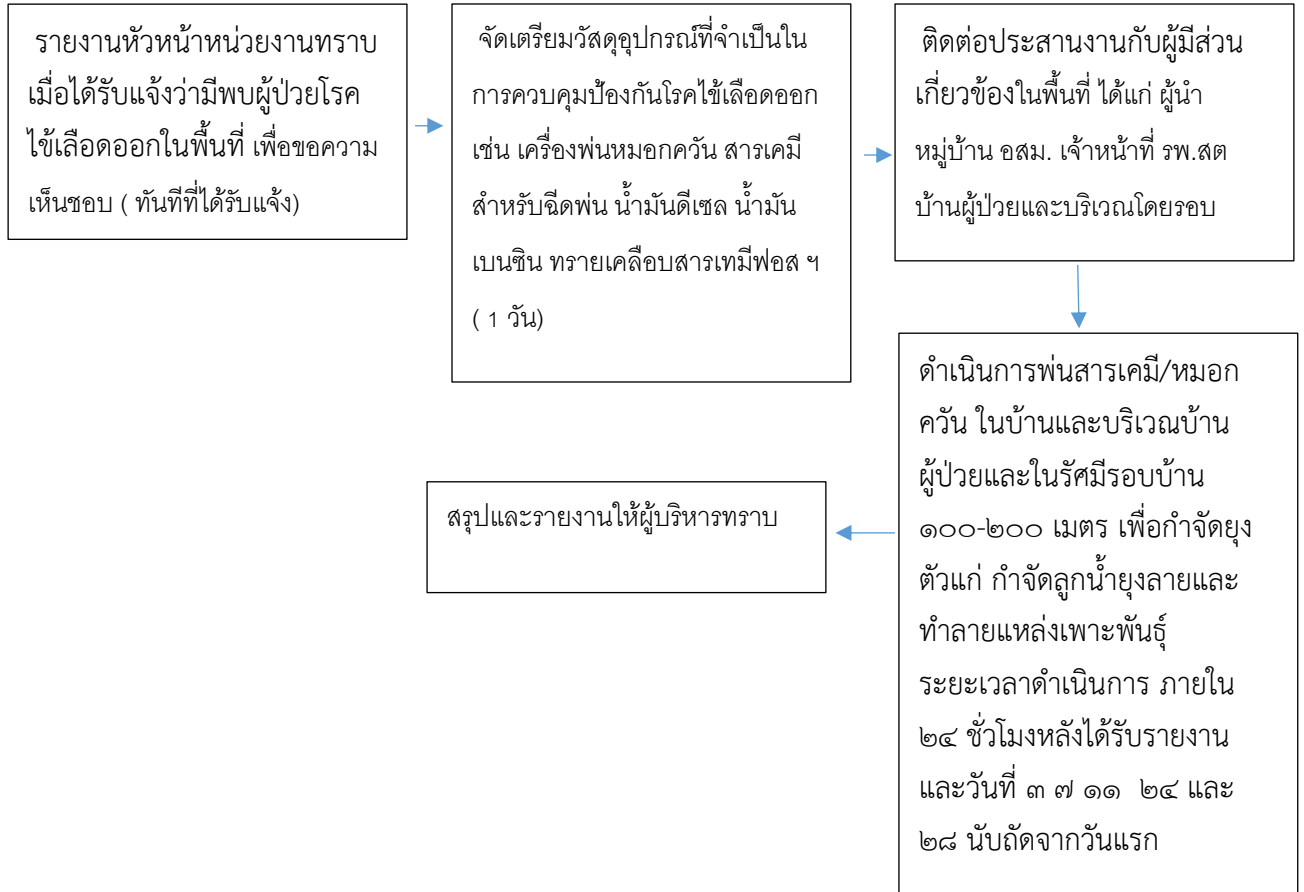 รายงานหัวหน้าหน่วยงานทราบ
เมื่อได้รับแจ้งว่ามีพบผู้ป่วยโรค
ไข้เลือดออกในพื้นที่ เพื่อขอความ
เห็นชอบ ( ทันทีที่ได้รับแจ้ง)
จัดเตรียมวัสดุอุปกรณ์ที่จำเป็นใน
การควบคุมป้องกันโรคไข้เลือดออก
เช่น เครื่องพ่นหมอกควัน สารเคมี
สำหรับฉีดพ่น น้ำมันดีเซล น้ำมัน
เบนซิน ทรายเคลือบสารเทมีฟอส ฯ
( 1 วัน)
ติดต่อประสานงานกับผู้มีส่วน
เกี่ยวข้องในพื้นที่ ได้แก่ ผู้นำ
หมู่บ้าน อสม. เจ้าหน้าที่ รพ.สต
บ้านผู้ป่วยและบริเวณโดยรอบ
ดำเนินการพ่นสารเคมี/หมอก
ควัน ในบ้านและบริเวณบ้าน
ผู้ป่วยและในรัศมีรอบบ้าน
๑๐๐-๒๐๐ เมตร เพื่อกำจัดยุง
ตัวแก่ กำจัดลูกน้ำยุงลายและ
ทำลายแหล่งเพาะพันธุ์
ระยะเวลาดำเนินการ ภายใน
๒๔ ชั่วโมงหลังได้รับรายงาน
และวันที่ ๓ ๗ ๑๑ ๒๔ และ
๒๘ นับถัดจากวันแรก
สรุปและรายงานให้ผู้บริหารทราบ